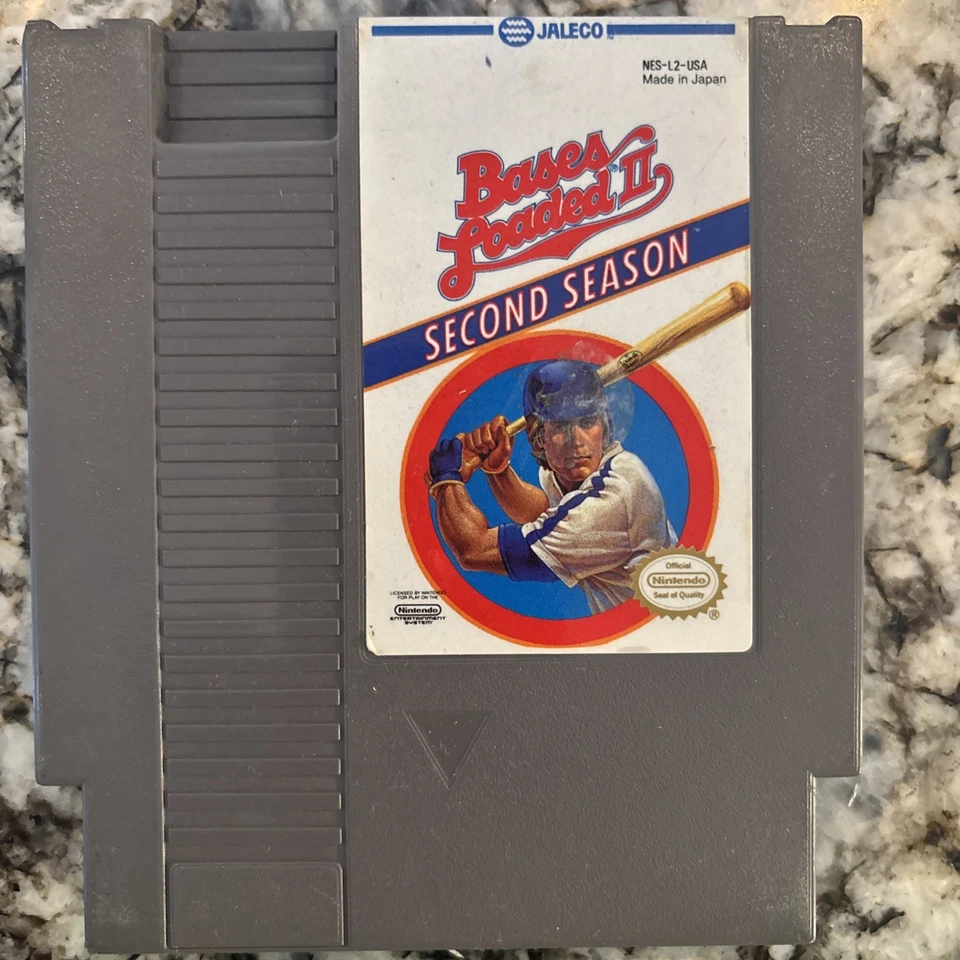 JALECO
NES-L2-USA
Made in Japan
Bases
Loaded II
SECOND SEASON™
LICENSED BY NINTENDO
FOR PLAY ON THE
Nintendo
ENTERTAINMENT
SYSTEM
Official
Nintendo
Seal of Quality
®